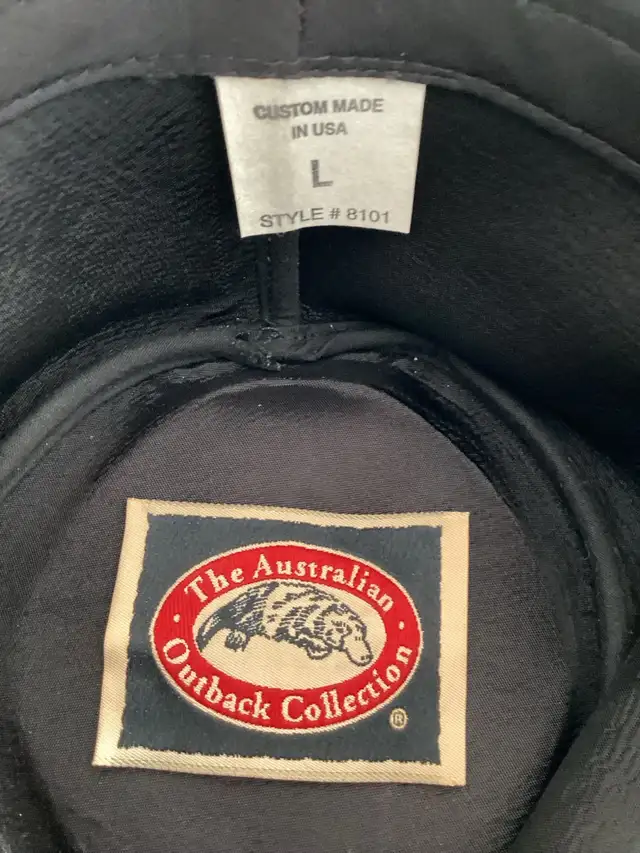 CUSTOM MADE
IN USA
L
STYLE # 8101
The Australian
Outback Collection
®